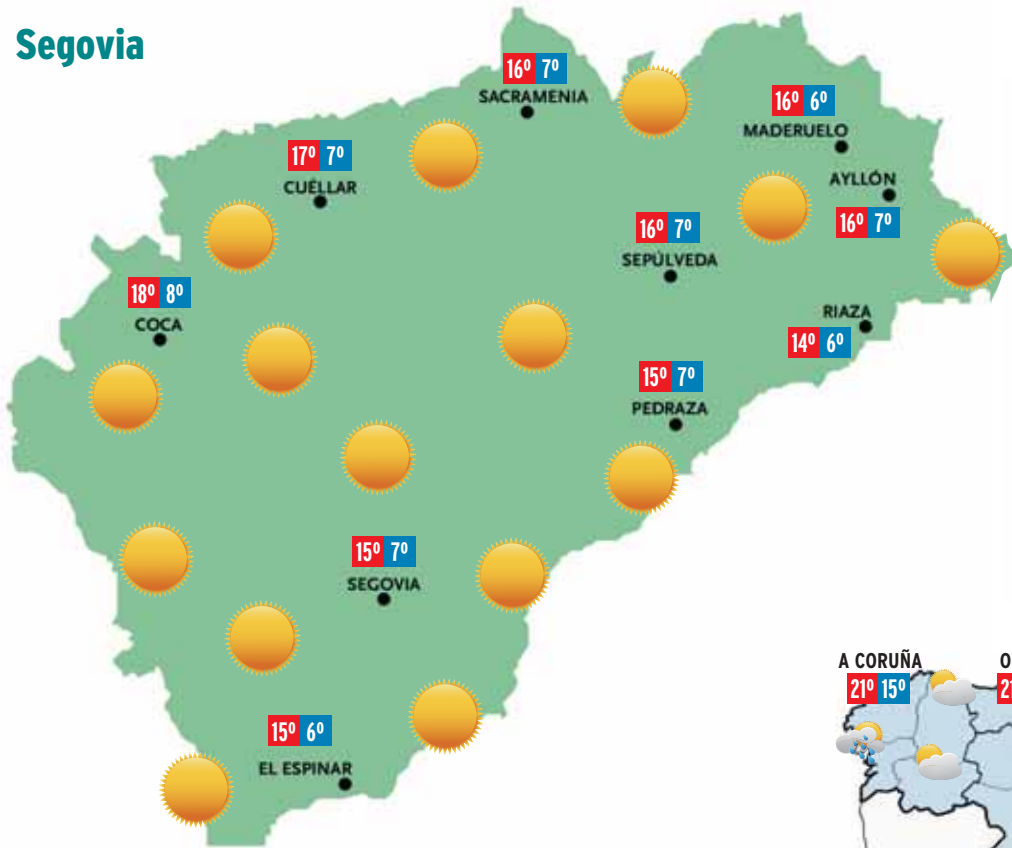 Segovia
16º 7º
SACRAMENIA
16º 6º
MADERUELO
17º 7º
CUÉLLAR
AYLLÓN
16º 7º
16º 7º
SEPÚLVEDA
18º 8º
COCA
RIAZA
14º 6º
15º 7º
PEDRAZA
15º 7º
SEGOVIA
A CORUÑA
21º 15º
15º 6º
EL ESPINAR